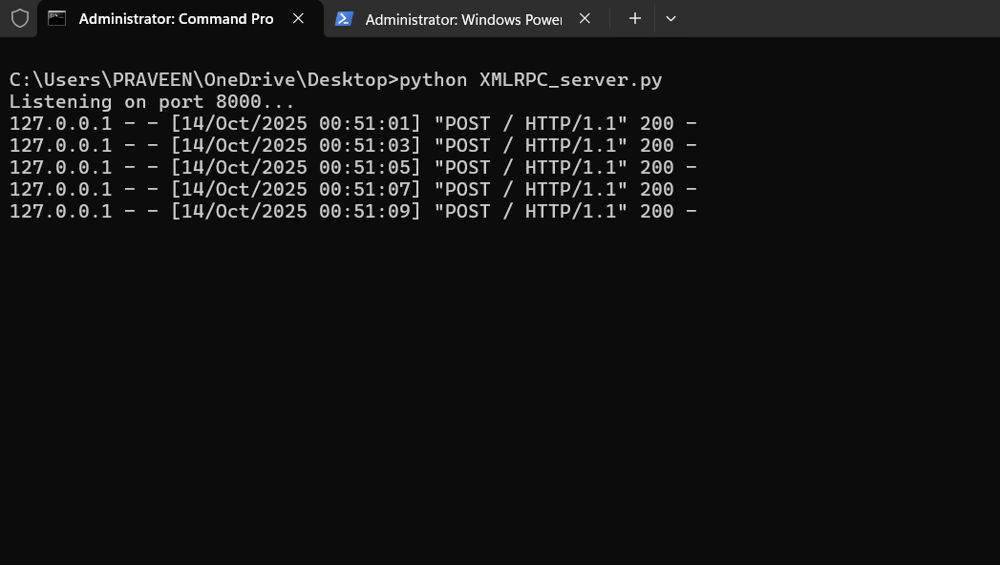 Administrator: Command Pro
Administrator: Windows Power
C:\Users\PRAVEEN\OneDrive\Desktop>python XMLRPC_server.py
Listening on port 8000...
127.0.0.1 - - [14/Oct/2025 00:51:01] "POST / HTTP/1.1" 200 -
127.0.0.1 - - [14/Oct/2025 00:51:03] "POST / HTTP/1.1" 200 -
127.0.0.1 - - [14/Oct/2025 00:51:05] "POST / HTTP/1.1" 200 -
127.0.0.1 - - [14/Oct/2025 00:51:07] "POST / HTTP/1.1" 200 -
127.0.0.1 - - [14/Oct/2025 00:51:09] "POST / HTTP/1.1" 200 -